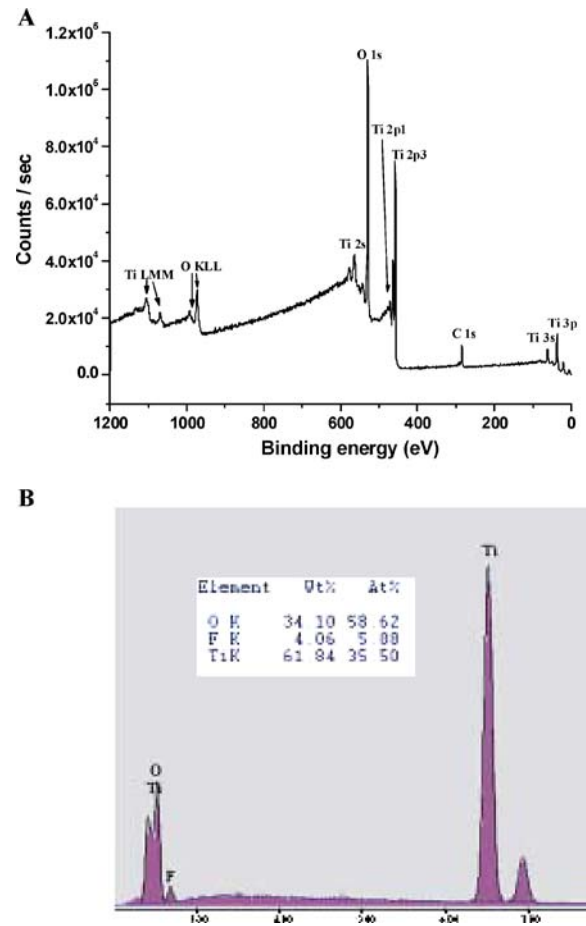 A
1.2x10⁶
O 1s
1.0x10⁴
Ti 2p1
8.0x10⁴
Ti 2p3
6.0x10⁴
Counts / sec
4.0x10⁴
Ti 2s
O KLL
Ti LMM
2.0x10⁴
Ti 3p
C 1s
Ti 3s
0.0
1200 1000 800 600 400 200 0
Binding energy (eV)
B
Ti
Element Wt% At%
O K 34.10 58.62
F K 4.06 5.88
TiK 61.84 35.50
O
Ti
F